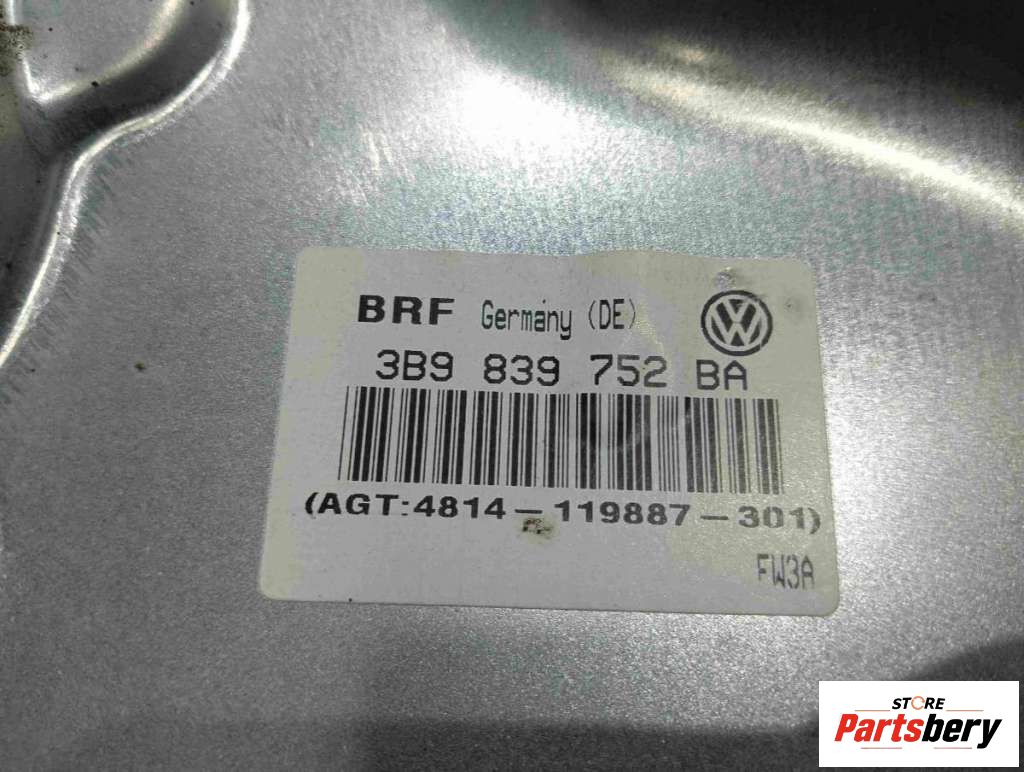 BRF Germany (DE)
3B9 839 752 BA
(AGT:4814-119887-301)
FW3A
STORE
Partsbery